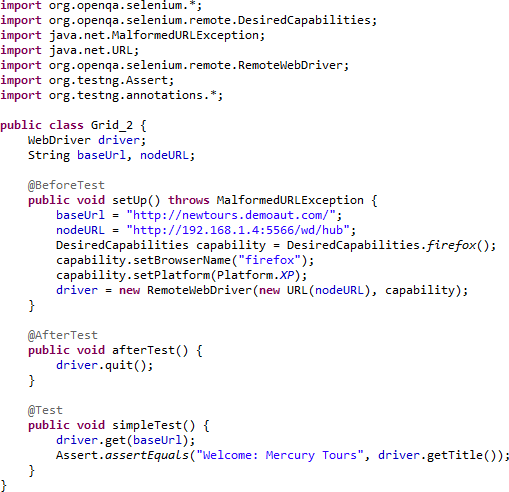 import org.openqa.selenium.*;
import org.openqa.selenium.remote.DesiredCapabilities;
import java.net.MalformedURLException;
import java.net.URL;
import org.openqa.selenium.remote.RemoteWebDriver;
import org.testng.Assert;
import org.testng.annotations.*;

public class Grid_2 {
    WebDriver driver;
    String baseUrl, nodeURL;

    @BeforeTest
    public void setUp() throws MalformedURLException {
        baseUrl = "http://newtours.demoaut.com/";
        nodeURL = "http://192.168.1.4:5566/wd/hub";
        DesiredCapabilities capability = DesiredCapabilities.firefox();
        capability.setBrowserName("firefox");
        capability.setPlatform(Platform.XP);
        driver = new RemoteWebDriver(new URL(nodeURL), capability);
    }

    @AfterTest
    public void afterTest() {
        driver.quit();
    }

    @Test
    public void simpleTest() {
        driver.get(baseUrl);
        Assert.assertEquals("Welcome: Mercury Tours", driver.getTitle());
    }
}